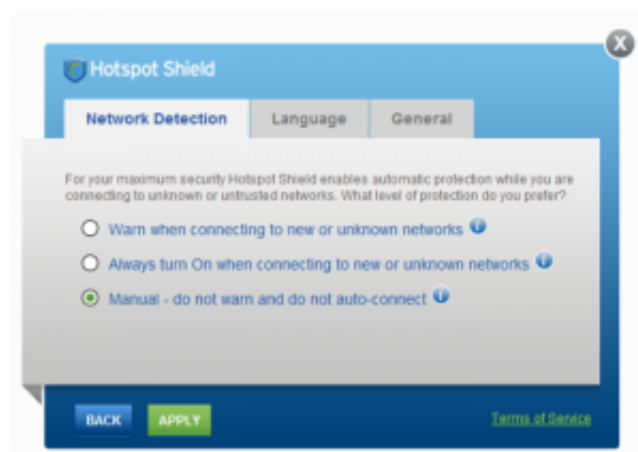 X
Hotspot Shield
Network Detection
Language
General
For your maximum security Hotspot Shield enables automatic protection while you are
connecting to unknown or untrusted networks. What level of protection do you prefer?
Warn when connecting to new or unknown networks
Always turn On when connecting to new or unknown networks
Manual - do not warn and do not auto-connect
BACK
APPLY
Terms of Service